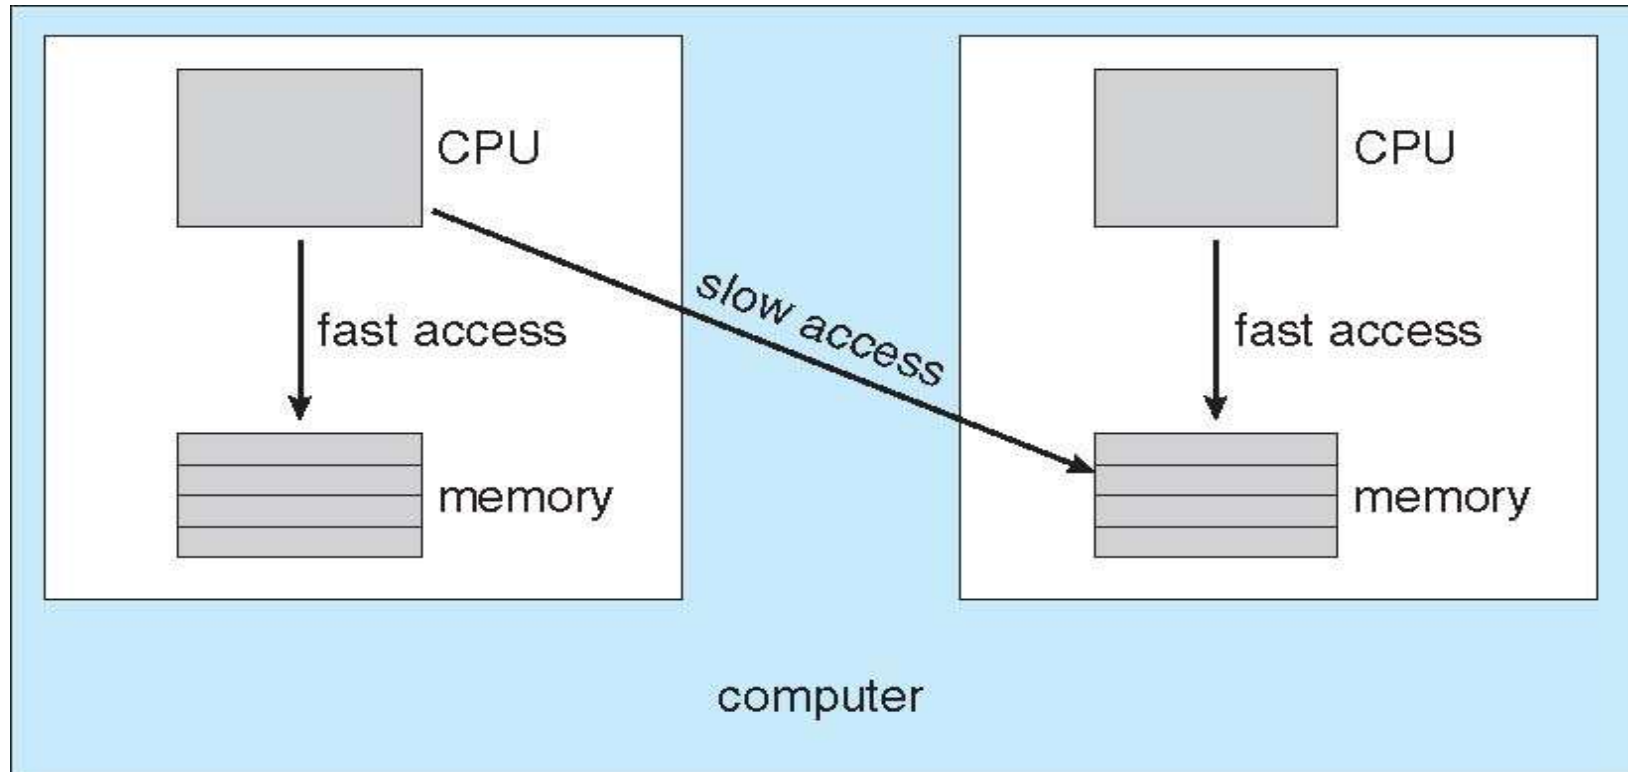 CPU
CPU
slow access
fast access
fast access
memory
memory
computer